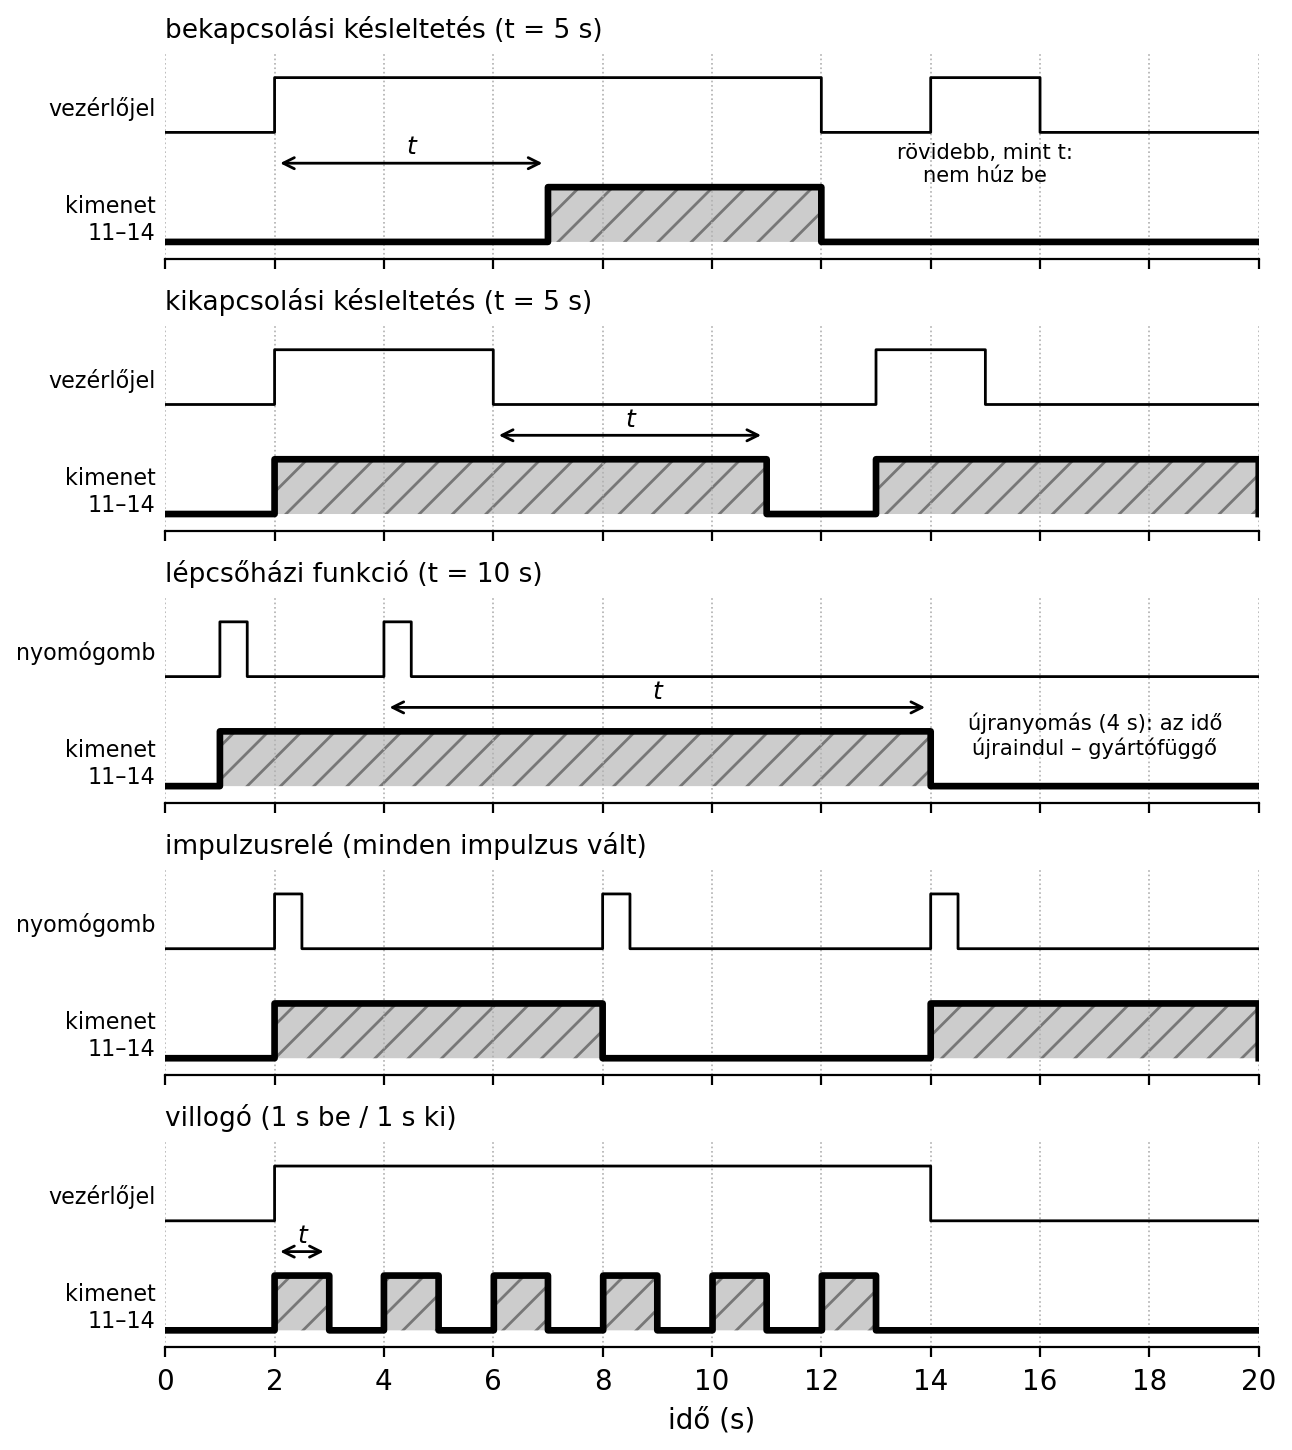 bekapcsolási késleltetés (t = 5 s)
vezérlőjel
t
rövidebb, mint t:
nem húz be
kimenet
11–14
kikapcsolási késleltetés (t = 5 s)
vezérlőjel
t
kimenet
11–14
lépcsőházi funkció (t = 10 s)
nyomógomb
t
újranyomás (4 s): az idő
újraindul – gyártófüggő
kimenet
11–14
impulzusrelé (minden impulzus vált)
nyomógomb
kimenet
11–14
villogó (1 s be / 1 s ki)
vezérlőjel
t
kimenet
11–14
0 2 4 6 8 10 12 14 16 18 20
idő (s)